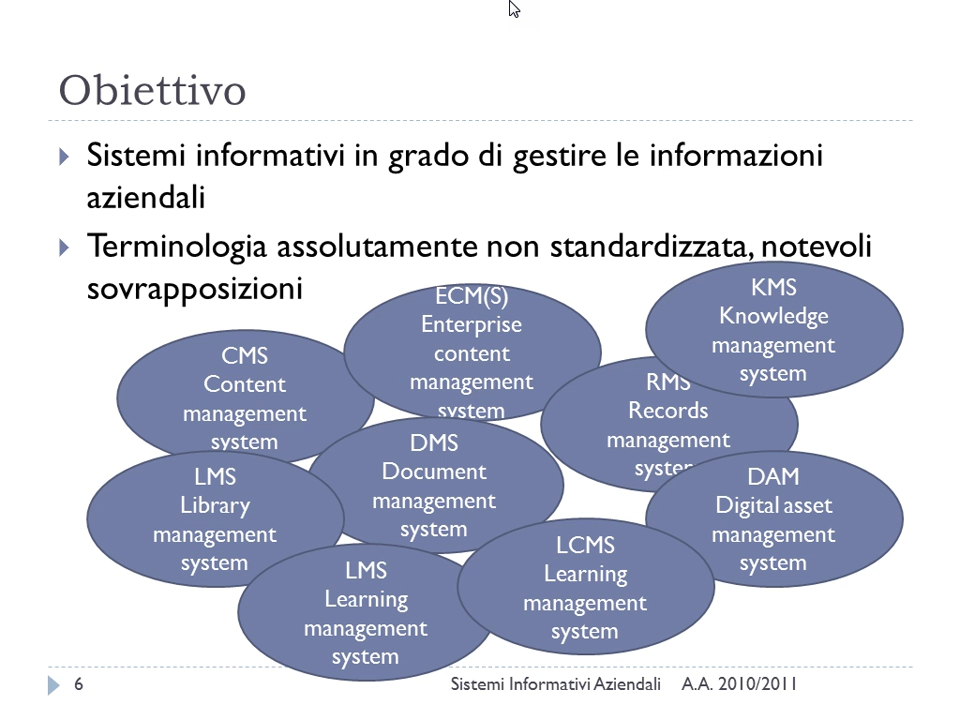 Obiettivo
Sistemi informativi in grado di gestire le informazioni
aziendali
Terminologia assolutamente non standardizzata, notevoli
sovrapposizioni
ECM(S)
Enterprise
content
management
system
KMS
Knowledge
management
system
CMS
Content
management
system
RMS
Records
management
system
DMS
Document
management
system
LMS
Library
management
system
DAM
Digital asset
management
system
LCMS
Learning
management
system
LMS
Learning
management
system
6
Sistemi Informativi Aziendali A.A. 2010/2011